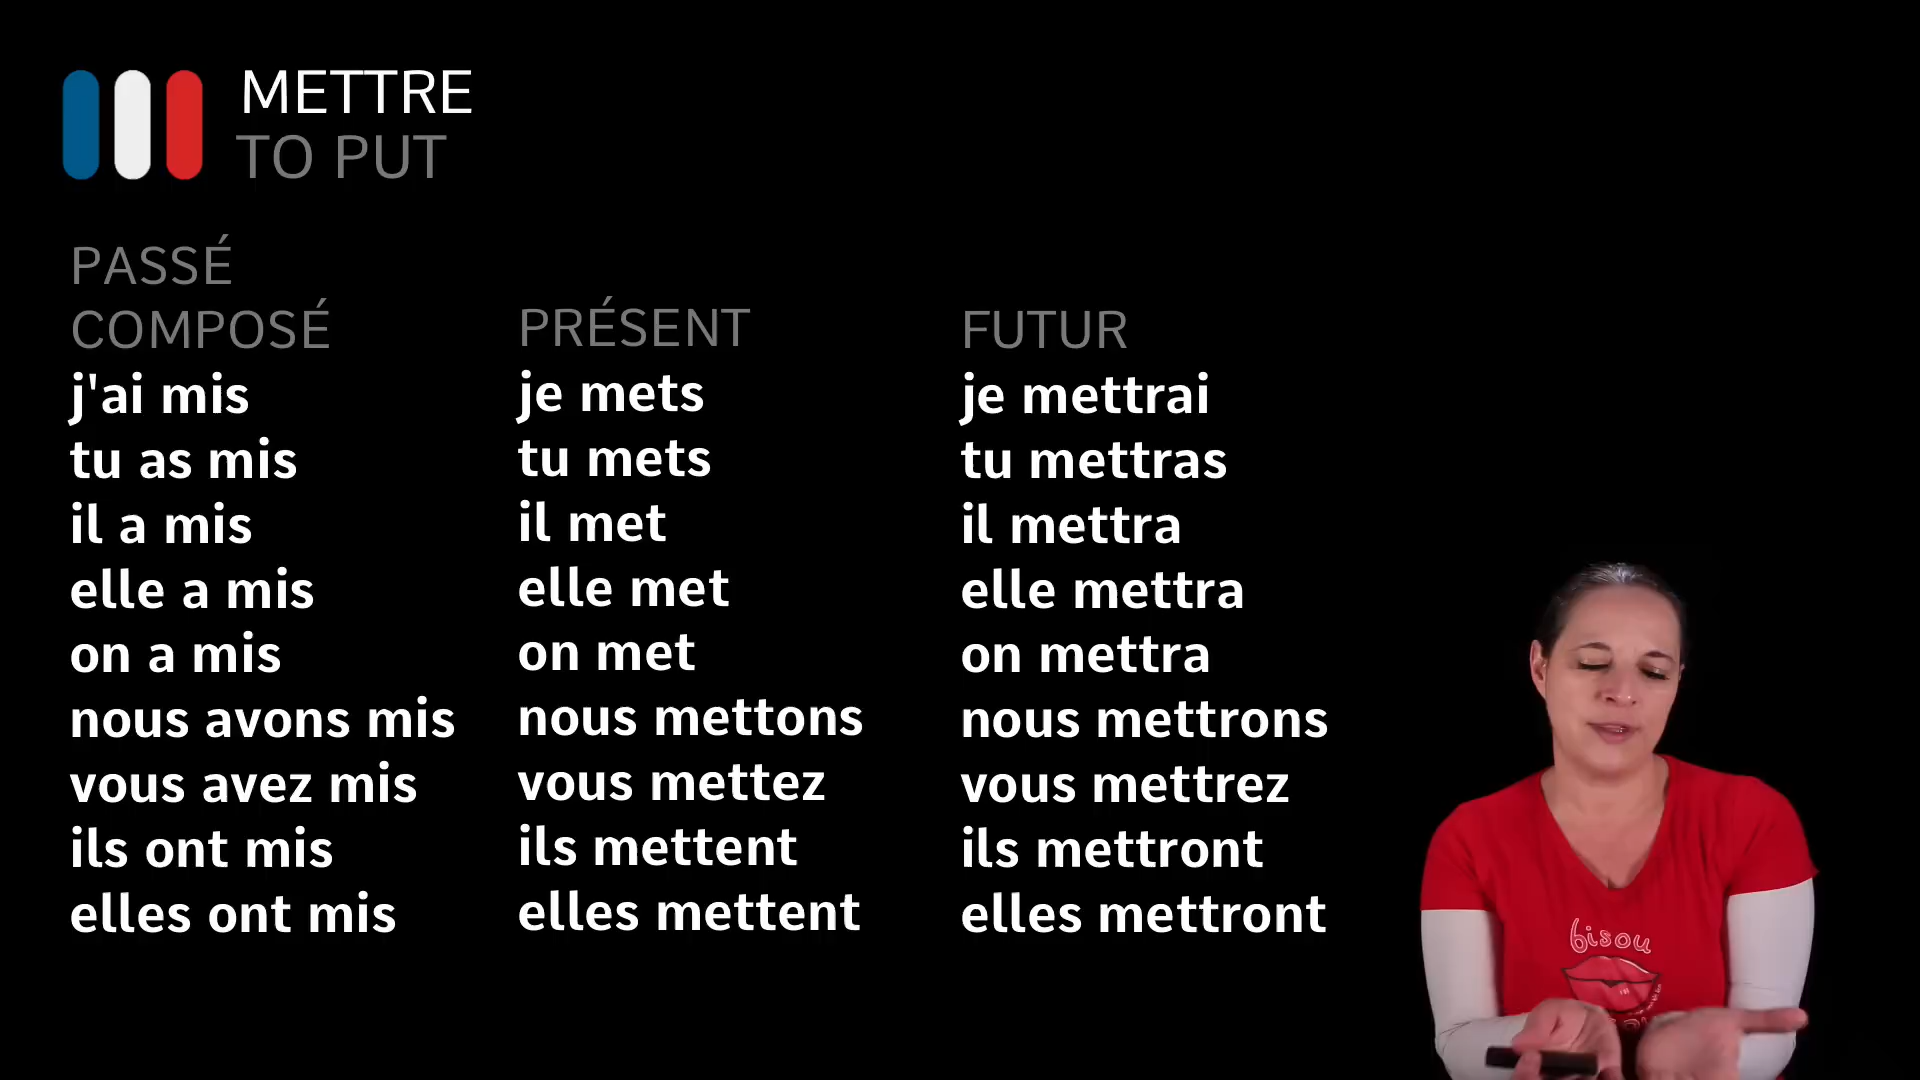 METTRE
TO PUT
PASSÉ
COMPOSÉ
j'ai mis
tu as mis
il a mis
elle a mis
on a mis
nous avons mis
vous avez mis
ils ont mis
elles ont mis
PRÉSENT
je mets
tu mets
il met
elle met
on met
nous mettons
vous mettez
ils mettent
elles mettent
FUTUR
je mettrai
tu mettras
il mettra
elle mettra
on mettra
nous mettrons
vous mettrez
ils mettront
elles mettront
bisou